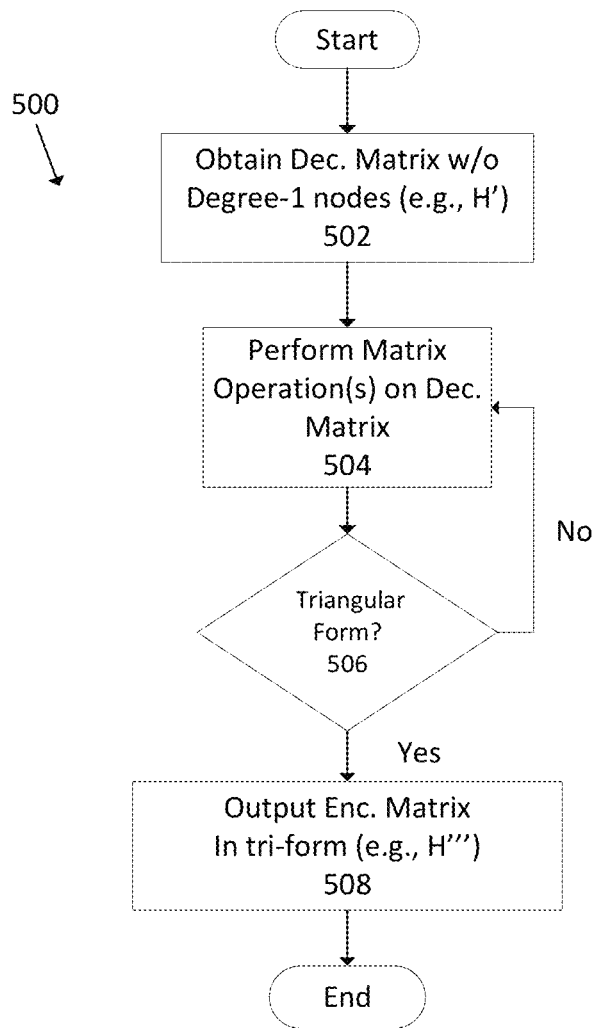 Start
500
Obtain Dec. Matrix w/o
Degree-1 nodes (e.g., H')
502
Perform Matrix
Operation(s) on Dec.
Matrix
504
No
Triangular
Form?
506
Yes
Output Enc. Matrix
In tri-form (e.g., H''')
508
End